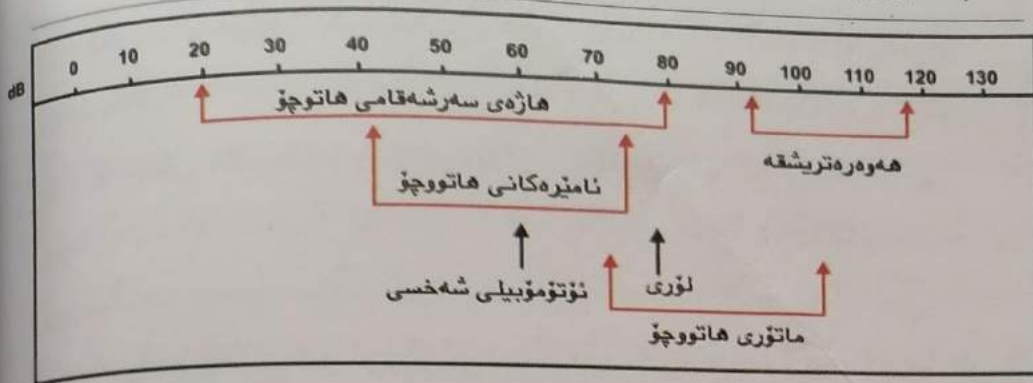 dB 0 10 20 30 40 50 60 70 80 90 100 110 120 130
هاژەی سەرشەقامی هاتوچۆ
هەوەرەتریشقە
ئامێرەکانی هاتووچۆ
ئۆتۆمۆبیلی شەخسی
لۆری
ماتۆری هاتووچۆ